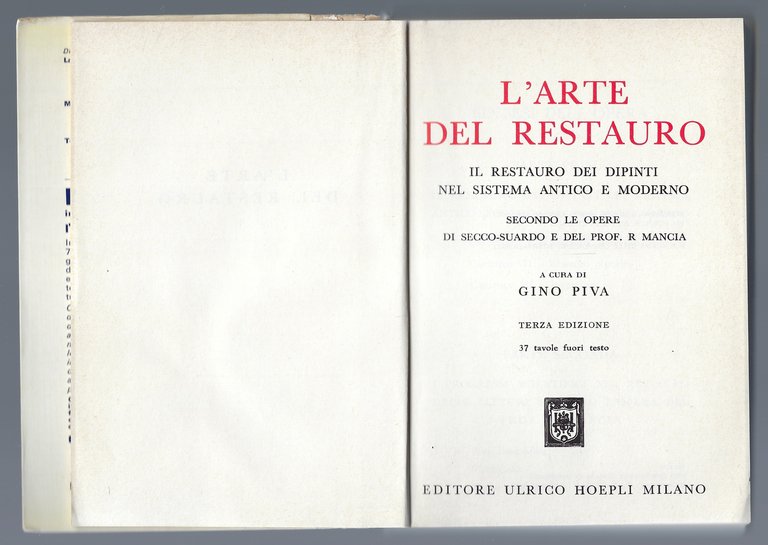 L'ARTE
DEL RESTAURO
IL RESTAURO DEI DIPINTI
NEL SISTEMA ANTICO E MODERNO
SECONDO LE OPERE
DI SECCO-SUARDO E DEL PROF. R MANCIA
A CURA DI
GINO PIVA
TERZA EDIZIONE
37 tavole fuori testo
EDITORE ULRICO HOEPLI MILANO